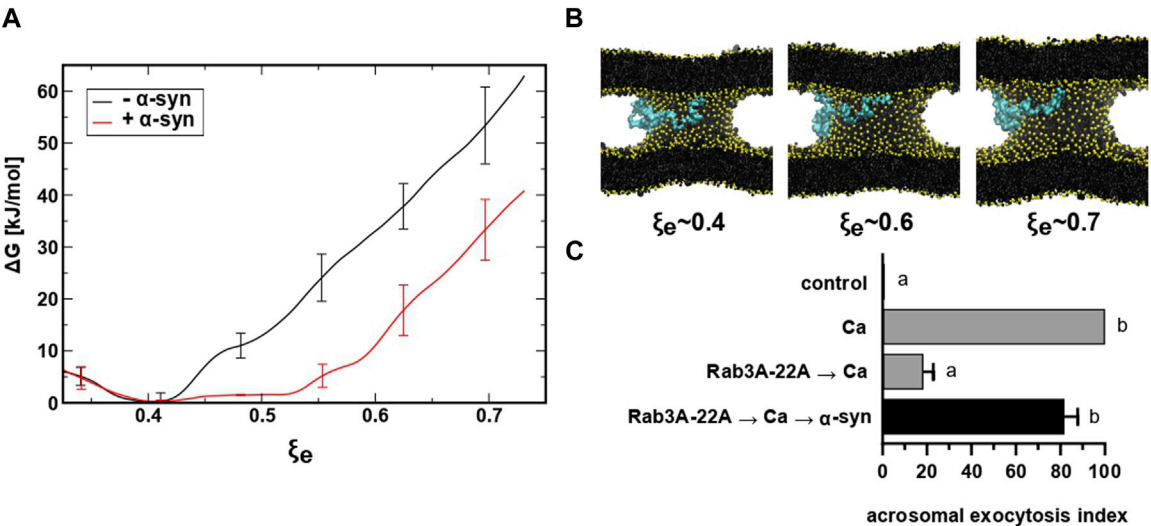 A
ΔG [kJ/mol]
60
50
40
30
20
10
0
- α-syn
+ α-syn
0.4 0.5 0.6 0.7
ξe
B
ξe~0.4 ξe~0.6 ξe~0.7
C
control a
Ca b
Rab3A-22A → Ca a
Rab3A-22A → Ca → α-syn b
0 20 40 60 80 100
acrosomal exocytosis index